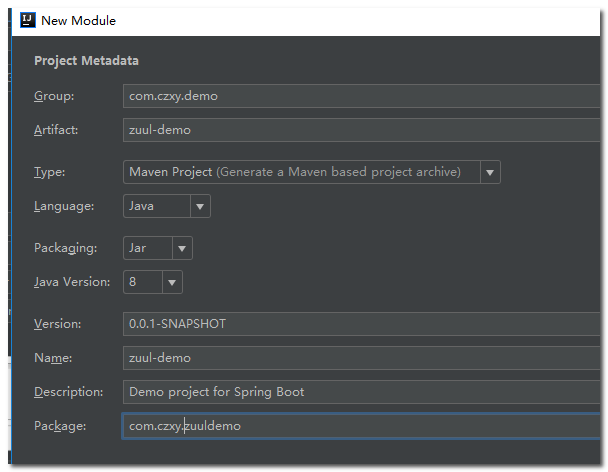 IJ New Module
Project Metadata
Group: com.czxy.demo
Artifact: zuul-demo
Type: Maven Project (Generate a Maven based project archive)
Language: Java
Packaging: Jar
Java Version: 8
Version: 0.0.1-SNAPSHOT
Name: zuul-demo
Description: Demo project for Spring Boot
Package: com.czxy.zuuldemo